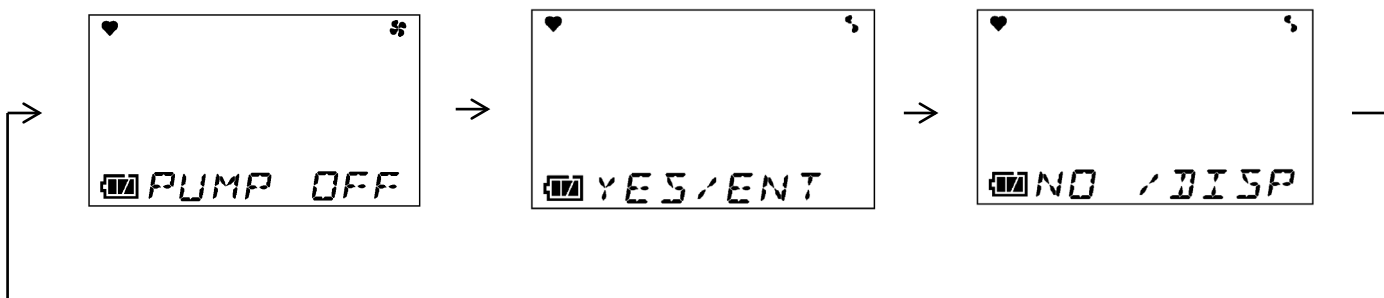 PUMP OFF
YES/ENT
NO /DISP